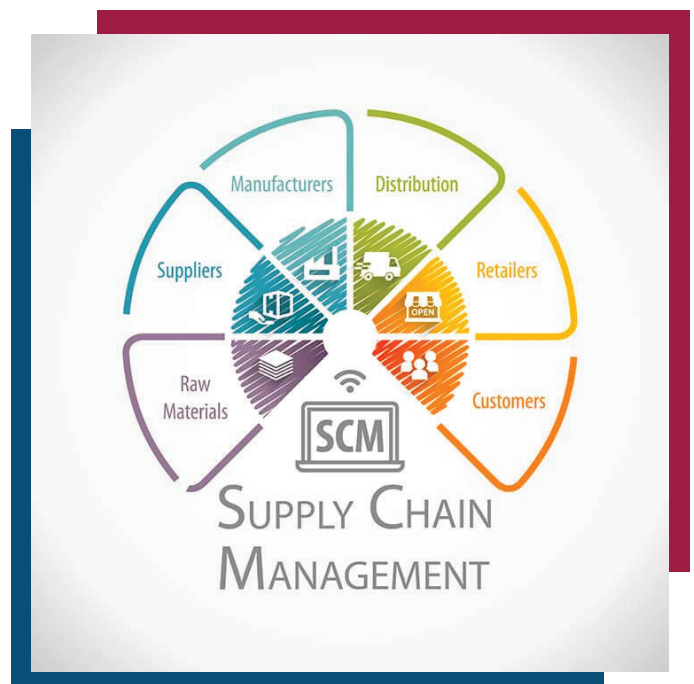 Manufacturers
Distribution
Suppliers
Retailers
OPEN
Raw
Materials
Customers
SCM
SUPPLY CHAIN
MANAGEMENT